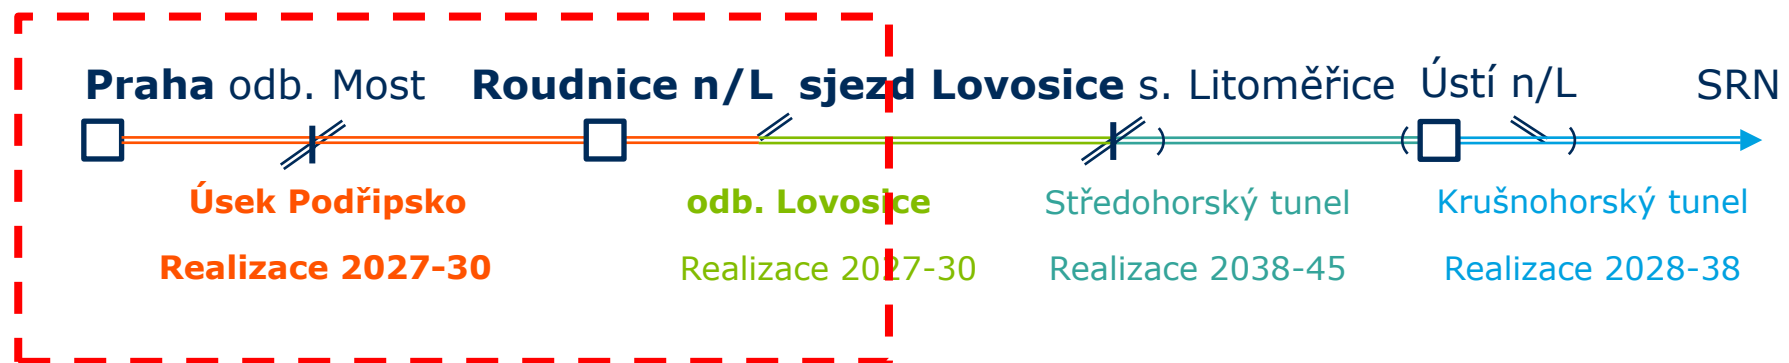 Praha odb. Most Roudnice n/L sjezd Lovosice s. Litoměřice Ústí n/L SRN
Úsek Podřipsko odb. Lovosice Středohorský tunel Krušnohorský tunel
Realizace 2027-30 Realizace 2027-30 Realizace 2038-45 Realizace 2028-38